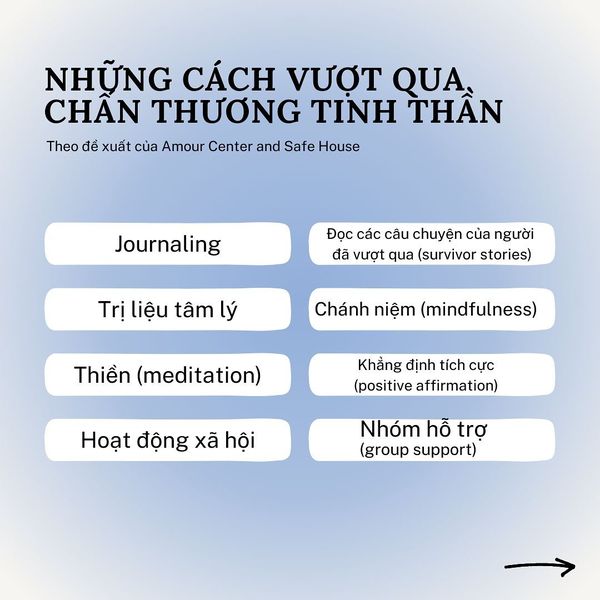 NHỮNG CÁCH VƯỢT QUA
CHẤN THƯƠNG TINH THẦN
Theo đề xuất của Amour Center and Safe House
Journaling
Đọc các câu chuyện của người
đã vượt qua (survivor stories)
Trị liệu tâm lý
Chánh niệm (mindfulness)
Thiền (meditation)
Khẳng định tích cực
(positive affirmation)
Hoạt động xã hội
Nhóm hỗ trợ
(group support)